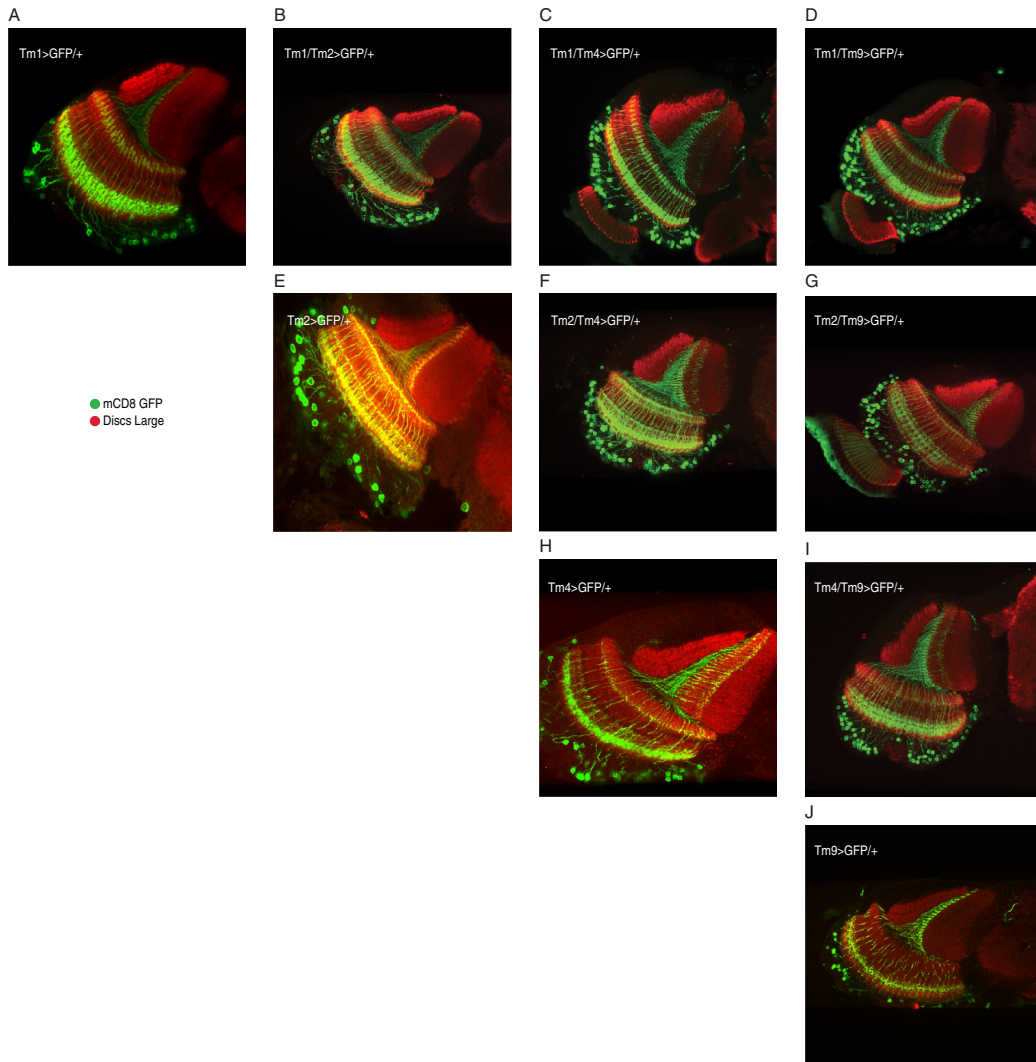 A
B
C
D
Tm1>GFP/+
Tm1/Tm2>GFP/+
Tm1/Tm4>GFP/+
Tm1/Tm9>GFP/+
E
F
G
Tm2>GFP/+
Tm2/Tm4>GFP/+
Tm2/Tm9>GFP/+
mCD8 GFP
Discs Large
H
I
Tm4>GFP/+
Tm4/Tm9>GFP/+
J
Tm9>GFP/+